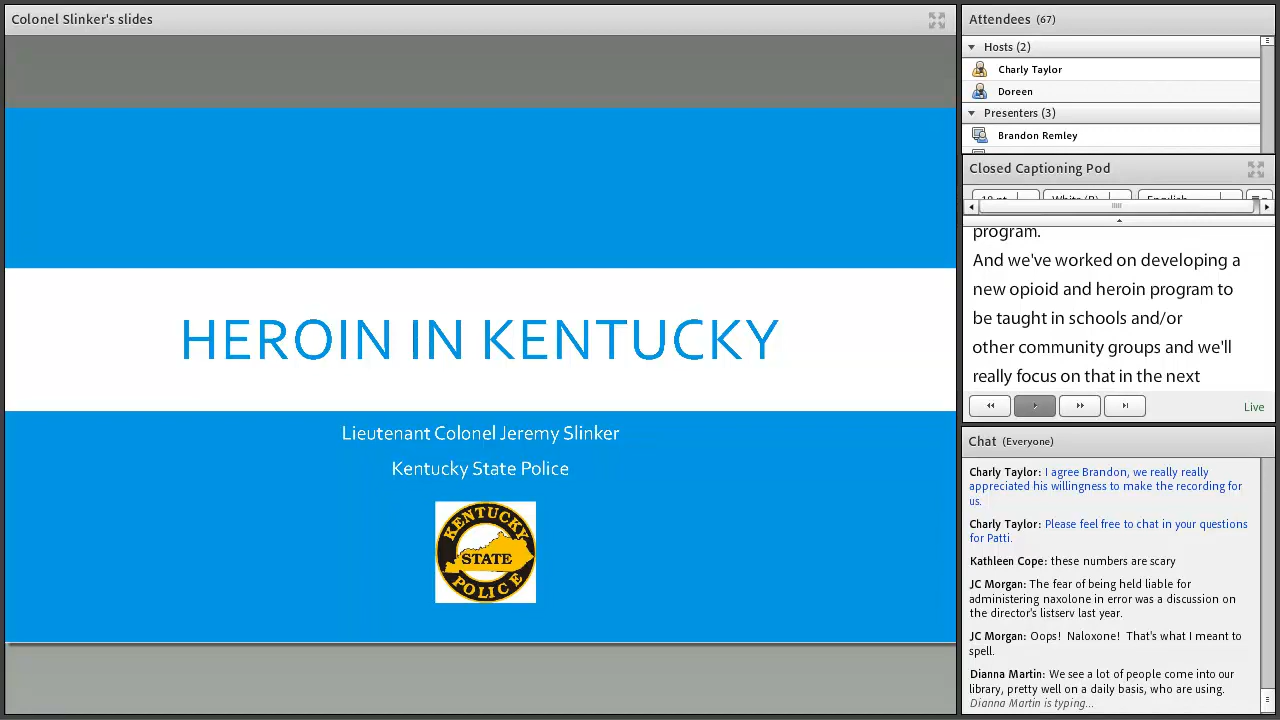 Colonel Slinker's slides
HEROIN IN KENTUCKY
Lieutenant Colonel Jeremy Slinker
Kentucky State Police
KENTUCKY
STATE
POLICE
Attendees (67)
Hosts (2)
Charly Taylor
Doreen
Presenters (3)
Brandon Remley
Closed Captioning Pod
program.
And we've worked on developing a
new opioid and heroin program to
be taught in schools and/or
other community groups and we'll
really focus on that in the next
Live
Chat (Everyone)
Charly Taylor: I agree Brandon, we really really
appreciated his willingness to make the recording for
us.
Charly Taylor: Please feel free to chat in your questions
for Patti.
Kathleen Cope: these numbers are scary
JC Morgan: The fear of being held liable for
administering naxolone in error was a discussion on
the director's listserv last year.
JC Morgan: Oops! Naloxone! That's what I meant to
spell.
Dianna Martin: We see a lot of people come into our
library, pretty well on a daily basis, who are using.
Dianna Martin is typing...